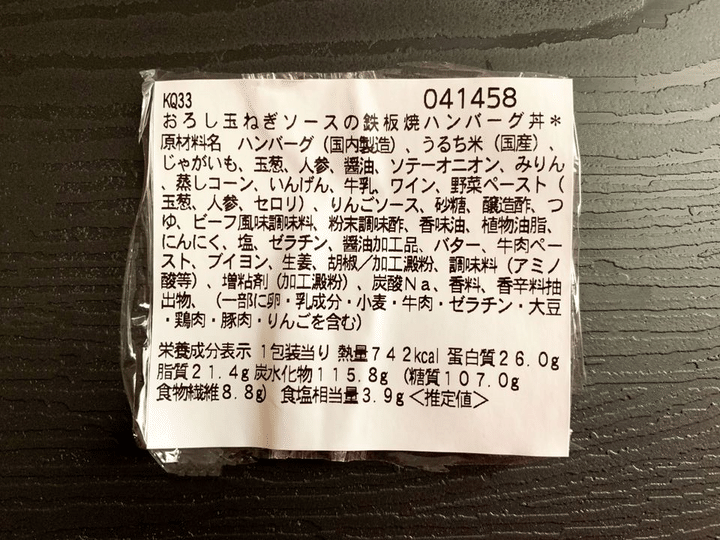 KQ33 041458
おろし玉ねぎソースの鉄板焼ハンバーグ丼＊
原材料名 ハンバーグ（国内製造）、うるち米（国産）、
じゃがいも、玉葱、人参、醤油、ソテーオニオン、みりん
、蒸しコーン、いんげん、牛乳、ワイン、野菜ペースト（
玉葱、人参、セロリ）、りんごソース、砂糖、醸造酢、つ
ゆ、ビーフ風味調味料、粉末調味酢、香味油、植物油脂、
にんにく、塩、ゼラチン、醤油加工品、バター、牛肉ペー
スト、ブイヨン、生姜、胡椒／加工澱粉、調味料（アミノ
酸等）、増粘剤（加工澱粉）、炭酸Ｎａ、香料、香辛料抽
出物、（一部に卵・乳成分・小麦・牛肉・ゼラチン・大豆
・鶏肉・豚肉・りんごを含む）
栄養成分表示 １包装当り 熱量７４２kcal 蛋白質２６.０g
脂質２１.４g 炭水化物１１５.８g （糖質１０７.０g
食物繊維８.８g） 食塩相当量３.９g＜推定値＞